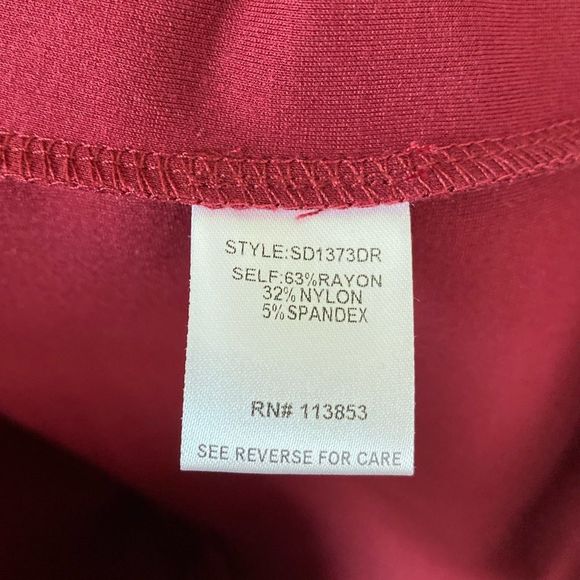 STYLE:SD1373DR
SELF:63%RAYON
32%NYLON
5%SPANDEX
RN# 113853
SEE REVERSE FOR CARE